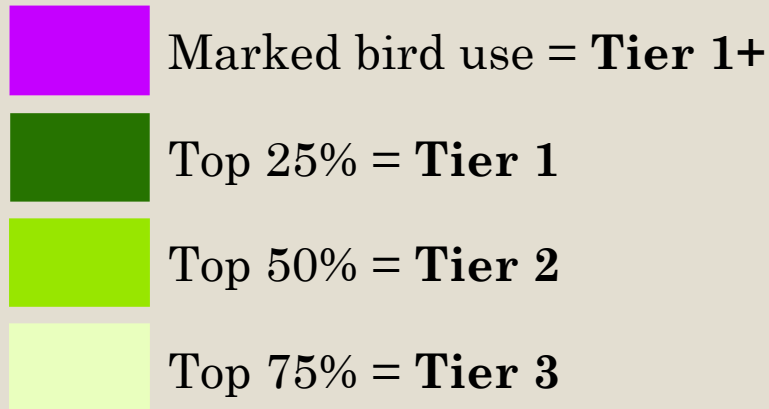 Marked bird use = Tier 1+
Top 25% = Tier 1
Top 50% = Tier 2
Top 75% = Tier 3